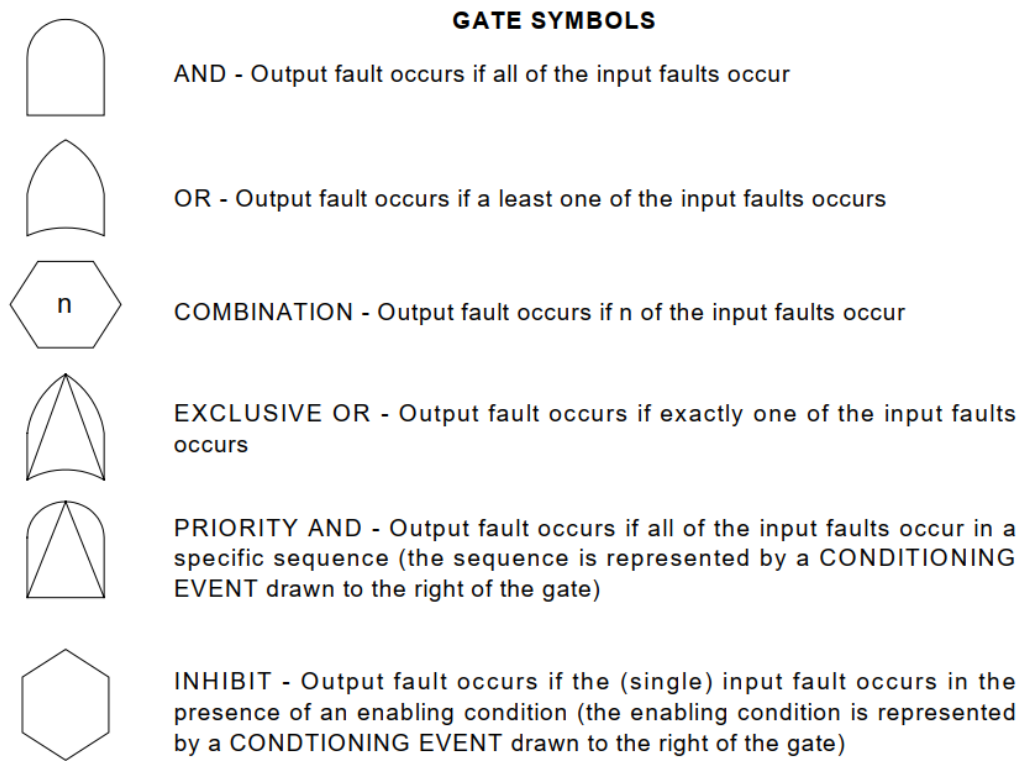 GATE SYMBOLS
AND - Output fault occurs if all of the input faults occur
OR - Output fault occurs if a least one of the input faults occurs
n
COMBINATION - Output fault occurs if n of the input faults occur
EXCLUSIVE OR - Output fault occurs if exactly one of the input faults
occurs
PRIORITY AND - Output fault occurs if all of the input faults occur in a
specific sequence (the sequence is represented by a CONDITIONING
EVENT drawn to the right of the gate)
INHIBIT - Output fault occurs if the (single) input fault occurs in the
presence of an enabling condition (the enabling condition is represented
by a CONDTIONING EVENT drawn to the right of the gate)